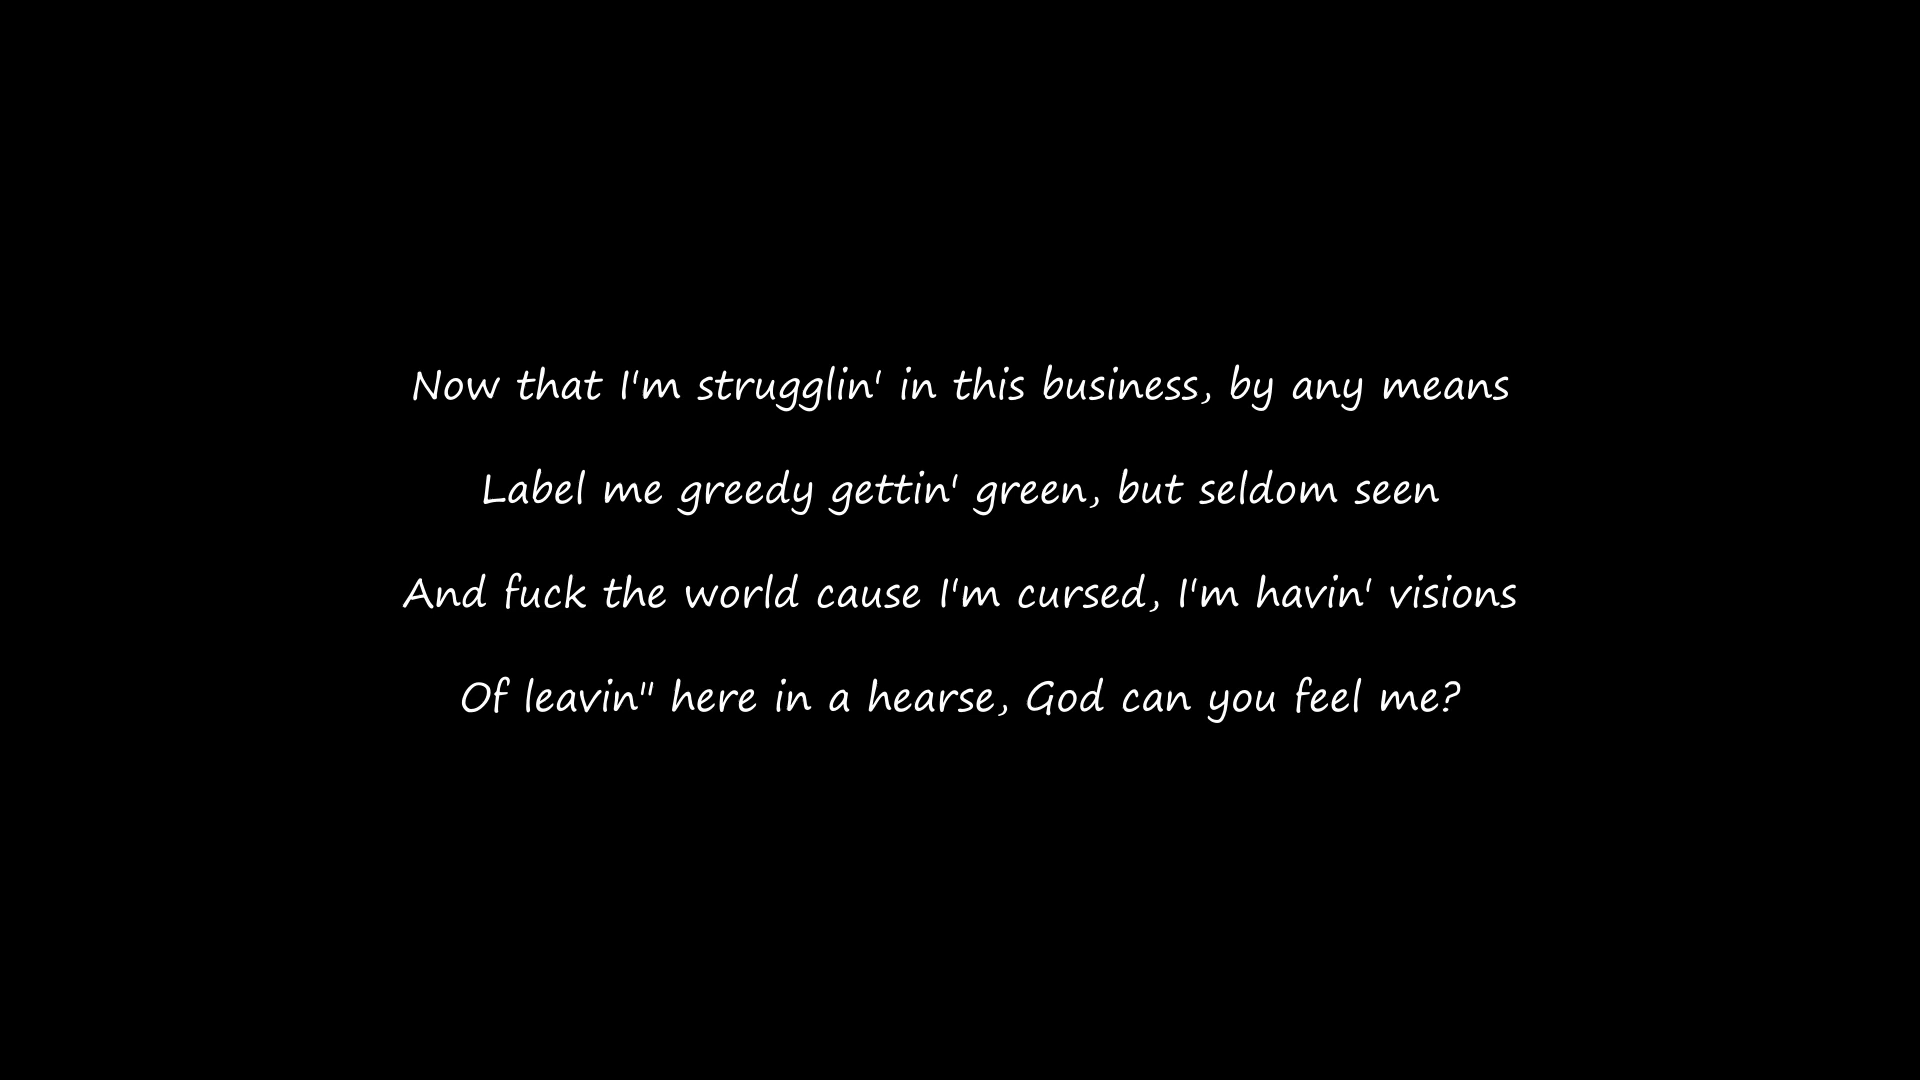 Now that I'm strugglin' in this business, by any means
Label me greedy gettin' green, but seldom seen
And fuck the world cause I'm cursed, I'm havin' visions
Of leavin" here in a hearse, God can you feel me?